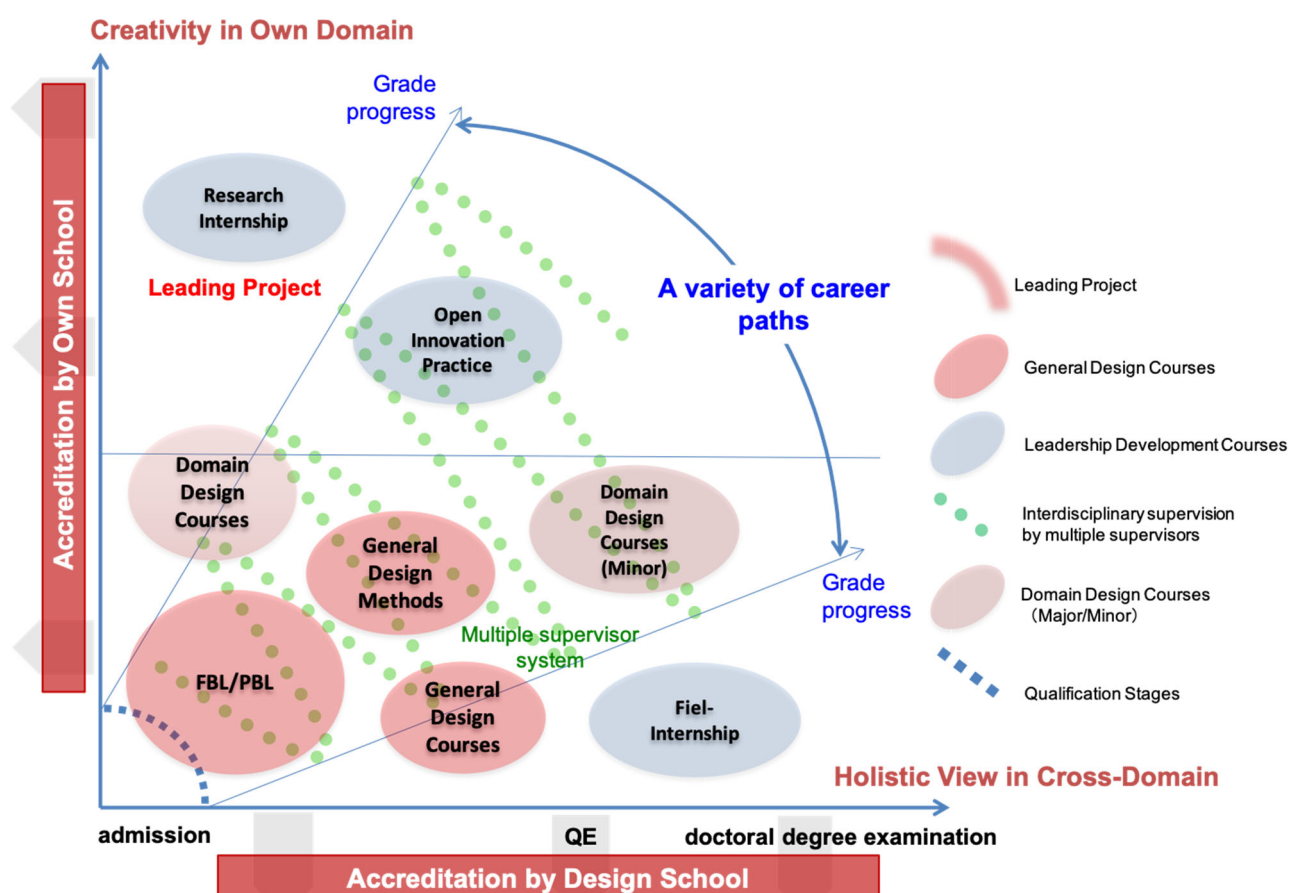 Creativity in Own Domain
Grade
progress
Research
Internship
Leading Project
Accreditation by Own School
Open
Innovation
Practice
A variety of career
paths
Domain
Design
Courses
General
Design
Methods
Domain
Design
Courses
(Minor)
Grade
progress
Multiple supervisor
system
FBL/PBL
General
Design
Courses
Fiel-
Internship
Holistic View in Cross-Domain
admission
QE
doctoral degree examination
Accreditation by Design School
Leading Project
General Design Courses
Leadership Development Courses
Interdisciplinary supervision
by multiple supervisors
Domain Design Courses
（Major/Minor）
Qualification Stages